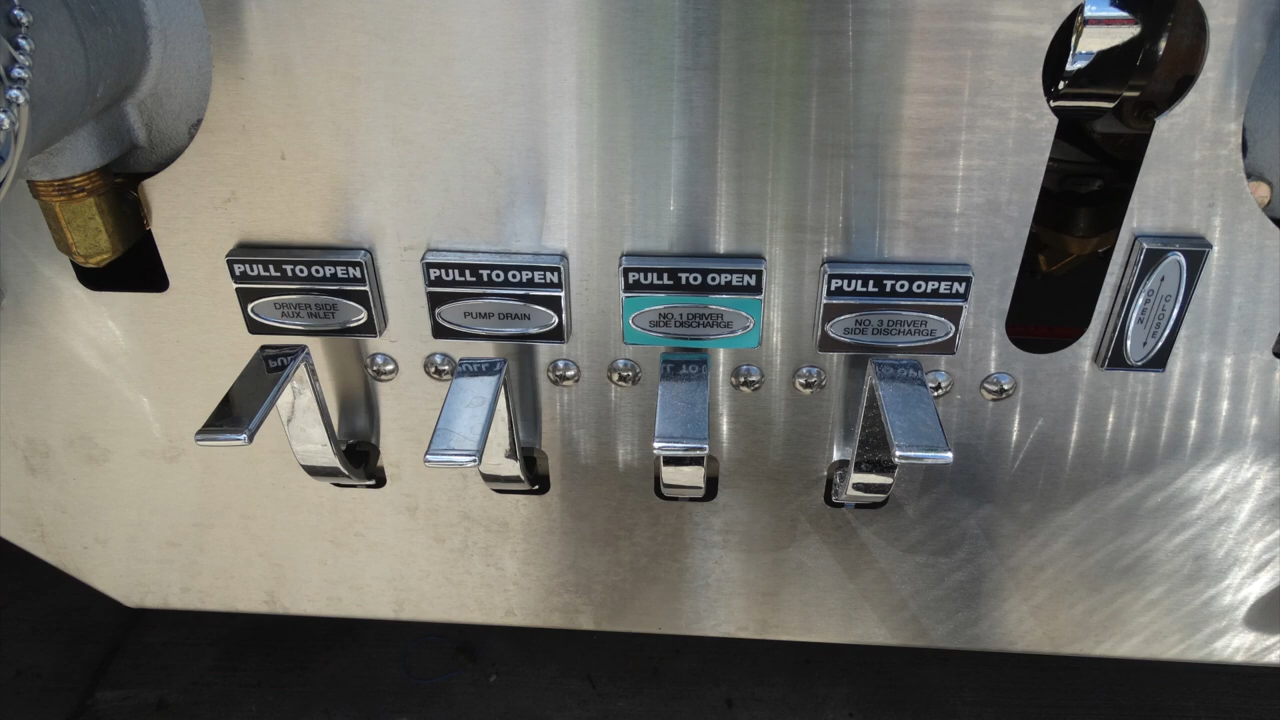 PULL TO OPEN
DRIVER SIDE
AUX. INLET
PULL TO OPEN
PUMP DRAIN
PULL TO OPEN
NO. 1 DRIVER
SIDE DISCHARGE
PULL TO OPEN
NO. 3 DRIVER
SIDE DISCHARGE
OPEN
CLOSE